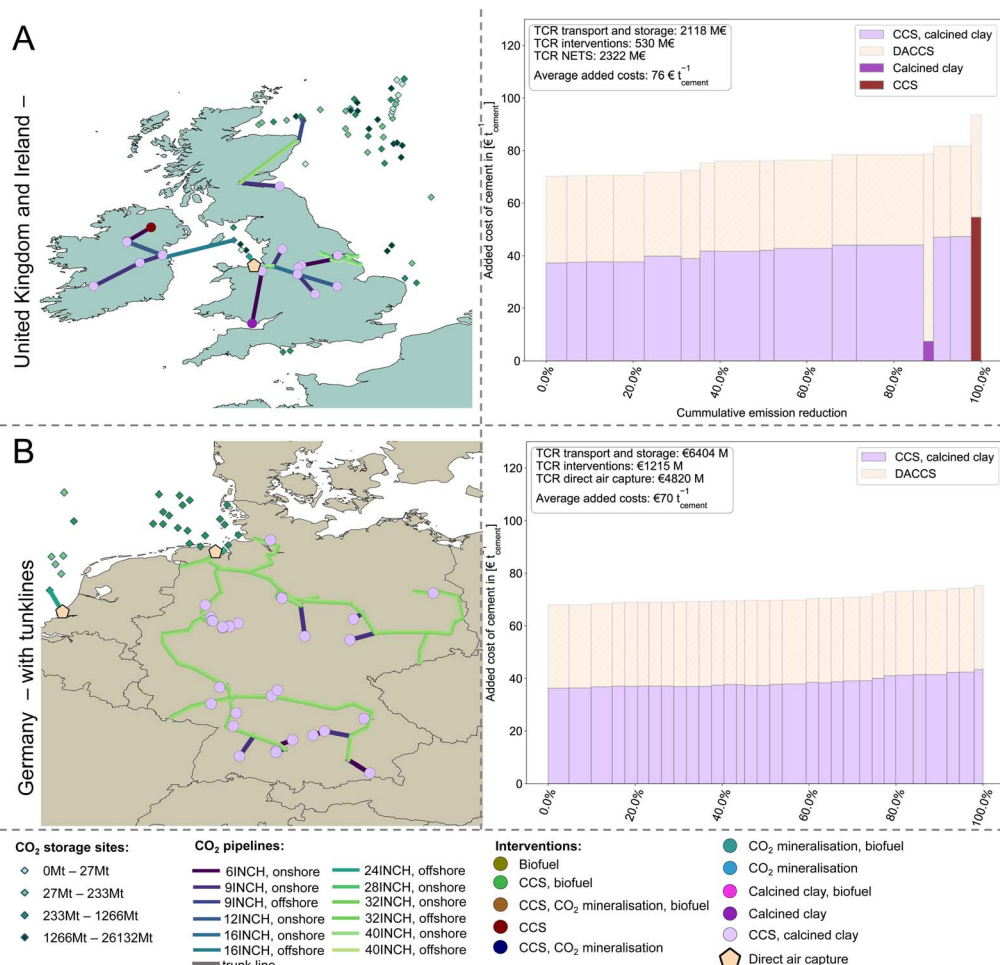 A
United Kingdom and Ireland –
TCR transport and storage: 2118 M€
TCR interventions: 530 M€
TCR NETS: 2322 M€
Average added costs: 76 € t⁻¹cement
CCS, calcined clay
DACCS
Calcined clay
CCS
Added cost of cement in [€ t⁻¹cement]
120
100
80
60
40
20
0
0.0%
20.0%
40.0%
60.0%
80.0%
100.0%
Cummulative emission reduction
B
Germany – with tunklines
TCR transport and storage: €6404 M
TCR interventions: €1215 M
TCR direct air capture: €4820 M
Average added costs: €70 t⁻¹cement
CCS, calcined clay
DACCS
Added cost of cement in [€ t⁻¹cement]
120
100
80
60
40
20
0
0.0%
20.0%
40.0%
60.0%
80.0%
100.0%
CO₂ storage sites:
0Mt – 27Mt
27Mt – 233Mt
233Mt – 1266Mt
1266Mt – 26132Mt
CO₂ pipelines:
6INCH, onshore
9INCH, onshore
9INCH, offshore
12INCH, onshore
16INCH, onshore
16INCH, offshore
trunk line
24INCH, offshore
28INCH, onshore
32INCH, onshore
32INCH, offshore
40INCH, onshore
40INCH, offshore
Interventions:
Biofuel
CCS, biofuel
CCS, CO₂ mineralisation, biofuel
CCS
CCS, CO₂ mineralisation
CO₂ mineralisation, biofuel
CO₂ mineralisation
Calcined clay, biofuel
Calcined clay
CCS, calcined clay
Direct air capture